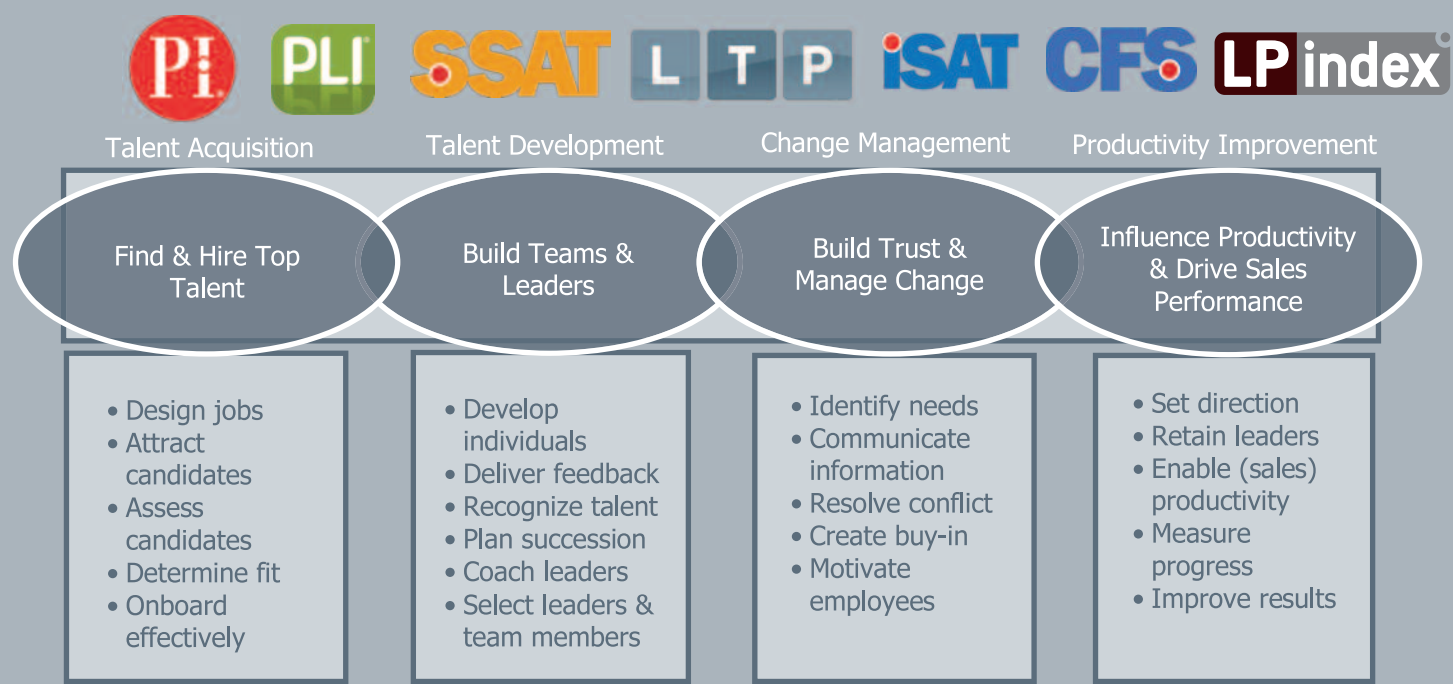 PI PLI SSAT L T P iSAT CFS LP index
Talent Acquisition
Talent Development
Change Management
Productivity Improvement
Find & Hire Top
Talent
Build Teams &
Leaders
Build Trust &
Manage Change
Influence Productivity
& Drive Sales
Performance
• Design jobs
• Attract
candidates
• Assess
candidates
• Determine fit
• Onboard
effectively
• Develop
individuals
• Deliver feedback
• Recognize talent
• Plan succession
• Coach leaders
• Select leaders &
team members
• Identify needs
• Communicate
information
• Resolve conflict
• Create buy-in
• Motivate
employees
• Set direction
• Retain leaders
• Enable (sales)
productivity
• Measure
progress
• Improve results